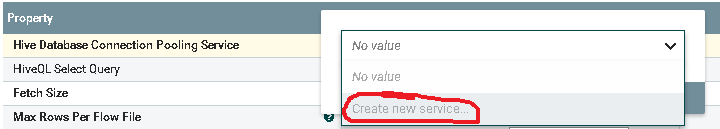 Property
Hive Database Connection Pooling Service
No value
HiveQL Select Query
No value
Fetch Size
Create new service...
Max Rows Per Flow File
?